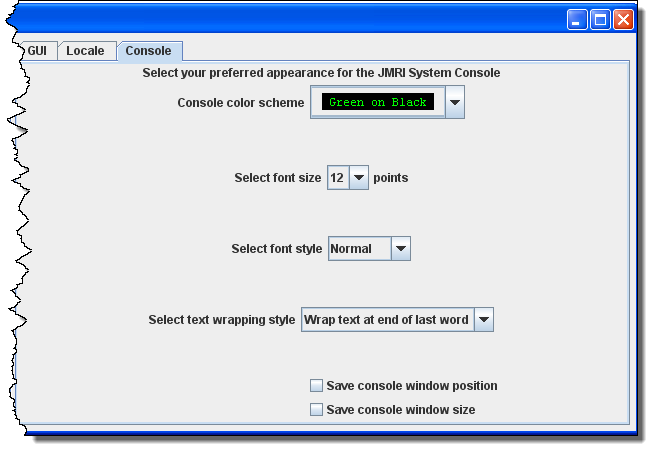 GUI Locale Console
Select your preferred appearance for the JMRI System Console
Console color scheme Green on Black
Select font size 12 points
Select font style Normal
Select text wrapping style Wrap text at end of last word
Save console window position
Save console window size